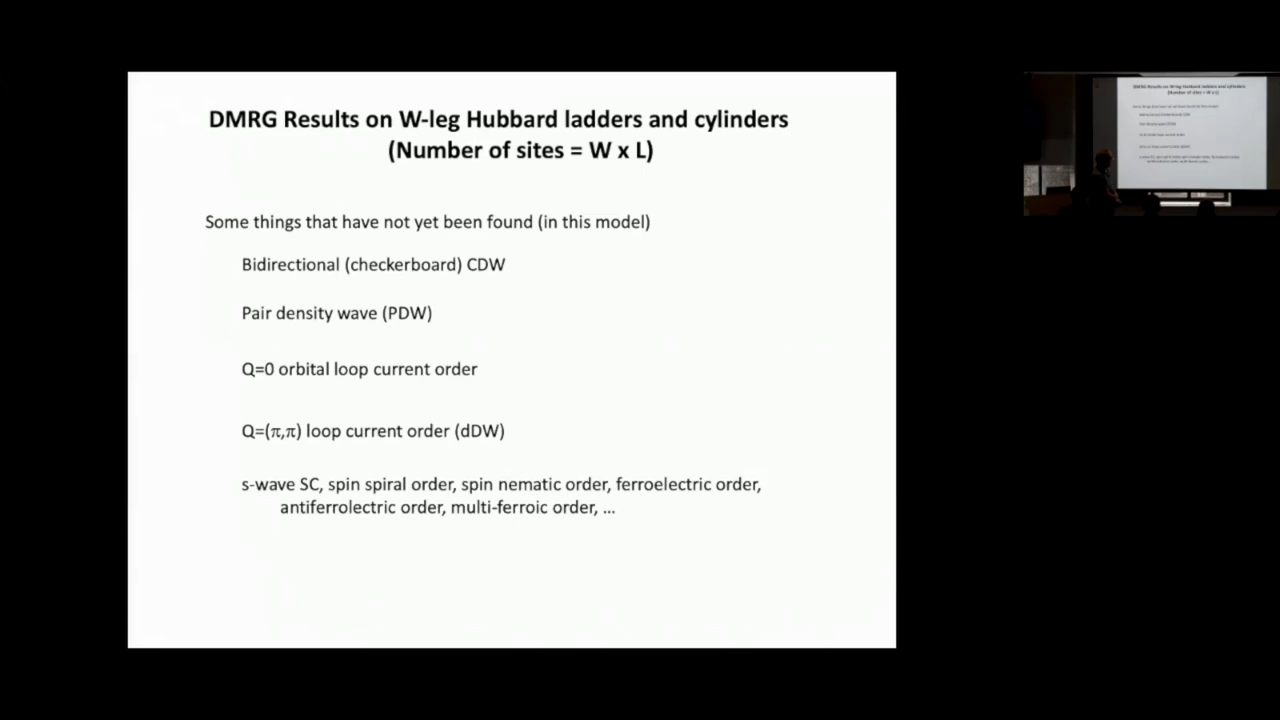 DMRG Results on W-leg Hubbard ladders and cylinders
(Number of sites = W x L)
Some things that have not yet been found (in this model)
Bidirectional (checkerboard) CDW
Pair density wave (PDW)
Q=0 orbital loop current order
Q=(π,π) loop current order (dDW)
s-wave SC, spin spiral order, spin nematic order, ferroelectric order,
antiferrolectric order, multi-ferroic order, ...